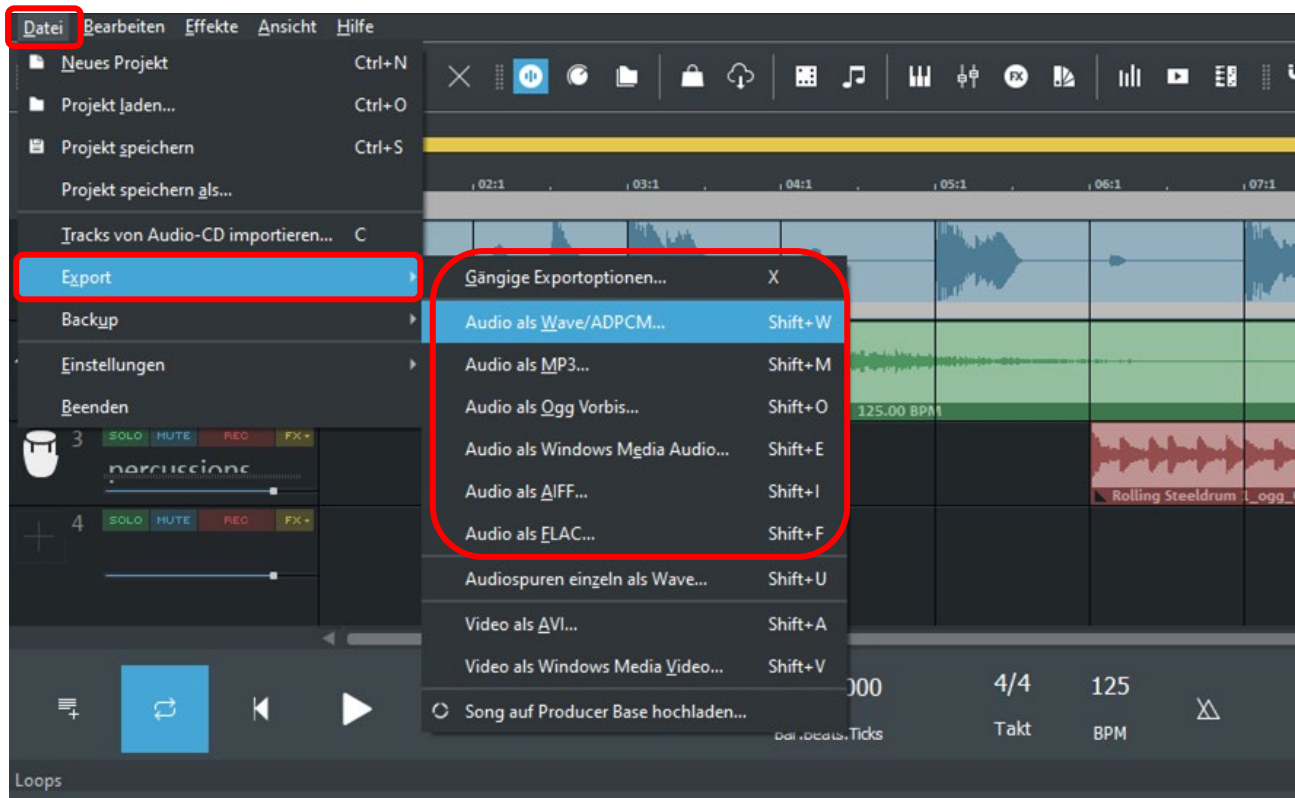 Datei Bearbeiten Effekte Ansicht Hilfe
Neues Projekt Ctrl+N
Projekt laden... Ctrl+O
Projekt speichern Ctrl+S
Projekt speichern als...
Tracks von Audio-CD importieren... C
Export
Backup
Einstellungen
Beenden
FX
02:1 03:1 04:1 05:1 06:1 07:1
Gängige Exportoptionen... X
Audio als Wave/ADPCM... Shift+W
Audio als MP3... Shift+M
Audio als Ogg Vorbis... Shift+O
Audio als Windows Media Audio... Shift+E
Audio als AIFF... Shift+I
Audio als FLAC... Shift+F
Audiospuren einzeln als Wave... Shift+U
Video als AVI... Shift+A
Video als Windows Media Video... Shift+V
Song auf Producer Base hochladen...
125.00 BPM
3 SOLO MUTE REC FX
percussions
Rolling Steeldrum 1_ogg_
4 SOLO MUTE REC FX
000 4/4 125
Bar.Beats.Ticks Takt BPM
Loops